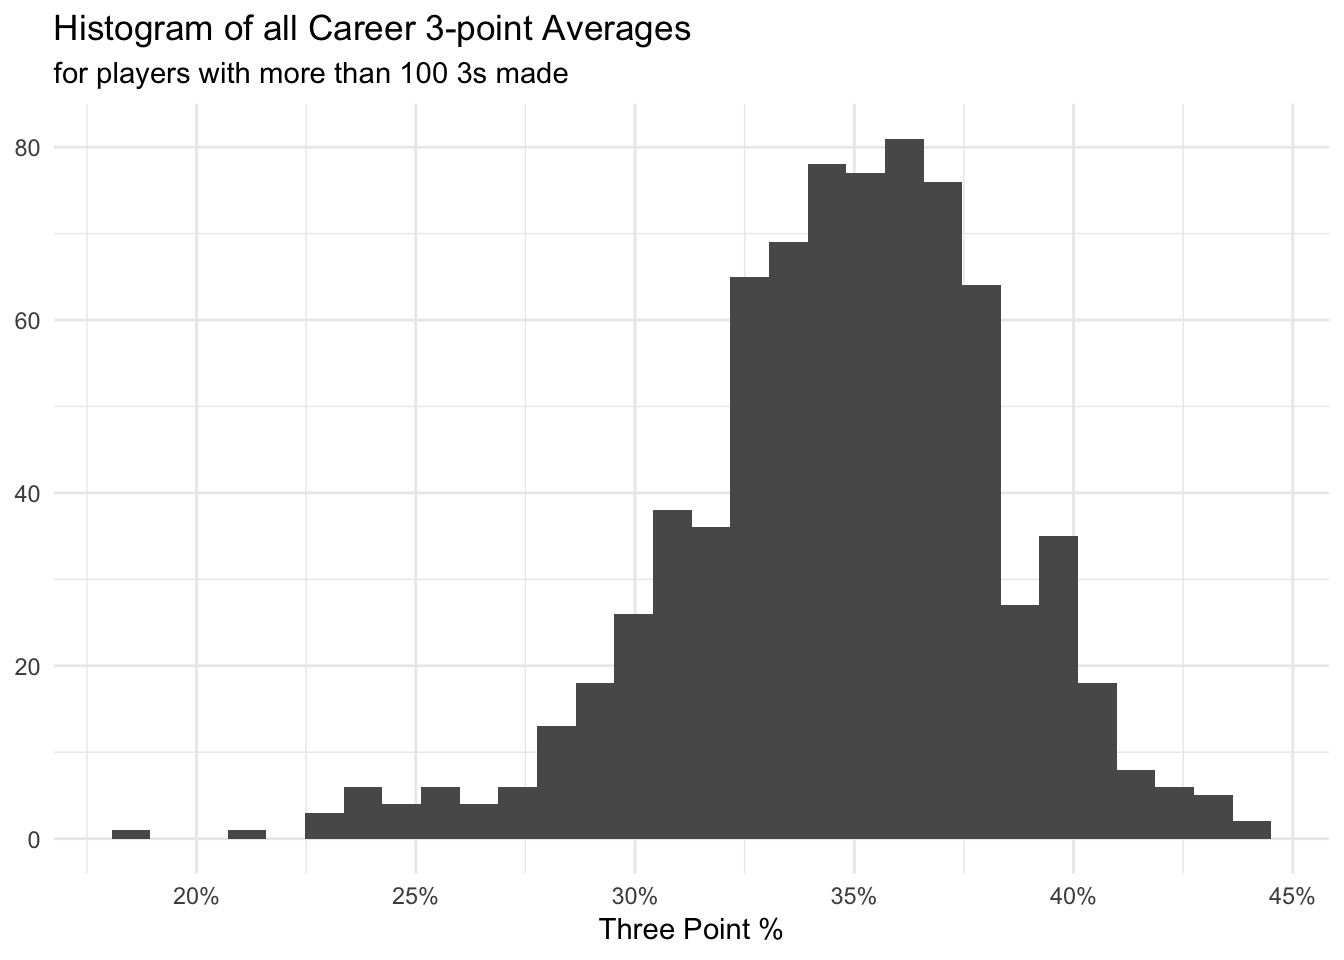 Histogram of all Career 3-point Averages
for players with more than 100 3s made
80
60
40
20
0
20% 25% 30% 35% 40% 45%
Three Point %